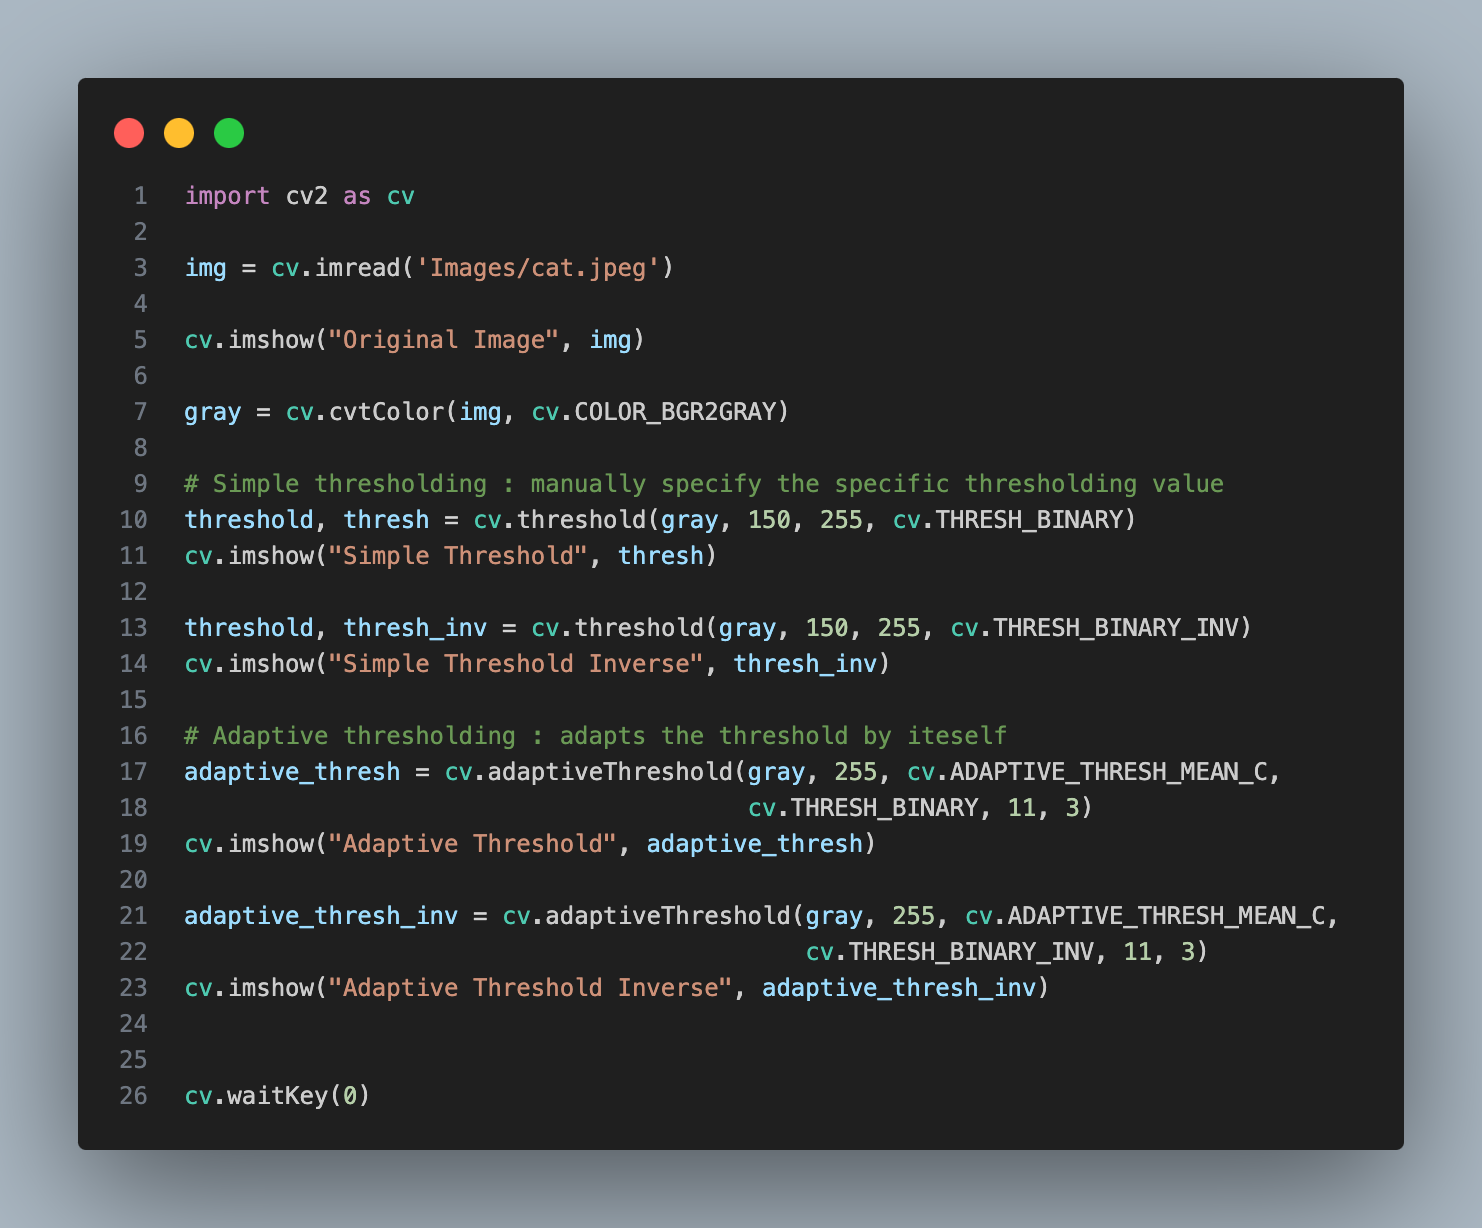 1 import cv2 as cv
2
3 img = cv.imread('Images/cat.jpeg')
4
5 cv.imshow("Original Image", img)
6
7 gray = cv.cvtColor(img, cv.COLOR_BGR2GRAY)
8
9 # Simple thresholding : manually specify the specific thresholding value
10 threshold, thresh = cv.threshold(gray, 150, 255, cv.THRESH_BINARY)
11 cv.imshow("Simple Threshold", thresh)
12
13 threshold, thresh_inv = cv.threshold(gray, 150, 255, cv.THRESH_BINARY_INV)
14 cv.imshow("Simple Threshold Inverse", thresh_inv)
15
16 # Adaptive thresholding : adapts the threshold by iteself
17 adaptive_thresh = cv.adaptiveThreshold(gray, 255, cv.ADAPTIVE_THRESH_MEAN_C,
18                                        cv.THRESH_BINARY, 11, 3)
19 cv.imshow("Adaptive Threshold", adaptive_thresh)
20
21 adaptive_thresh_inv = cv.adaptiveThreshold(gray, 255, cv.ADAPTIVE_THRESH_MEAN_C,
22                                            cv.THRESH_BINARY_INV, 11, 3)
23 cv.imshow("Adaptive Threshold Inverse", adaptive_thresh_inv)
24
25
26 cv.waitKey(0)